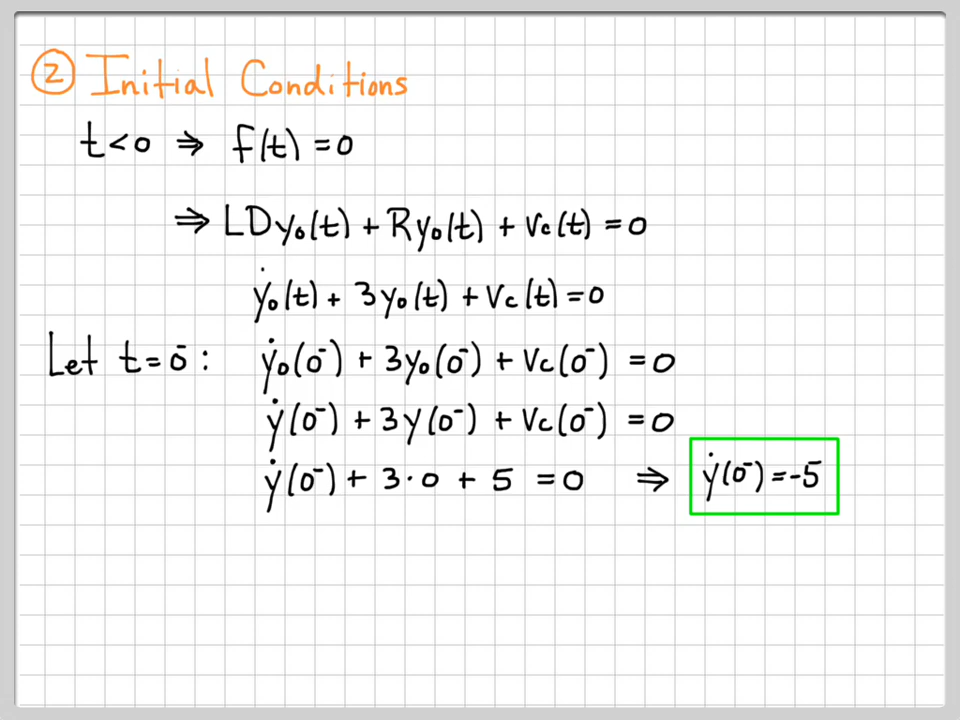 ② Initial Conditions
t<0 ⇒ f(t) = 0
⇒ LDy₀(t) + Ry₀(t) + Vc(t) = 0
ẏ₀(t) + 3y₀(t) + Vc(t) = 0
Let t=0⁻: ẏ₀(0⁻) + 3y₀(0⁻) + Vc(0⁻) = 0
ẏ(0⁻) + 3y(0⁻) + Vc(0⁻) = 0
ẏ(0⁻) + 3·0 + 5 = 0 ⇒ ẏ(0⁻) = -5